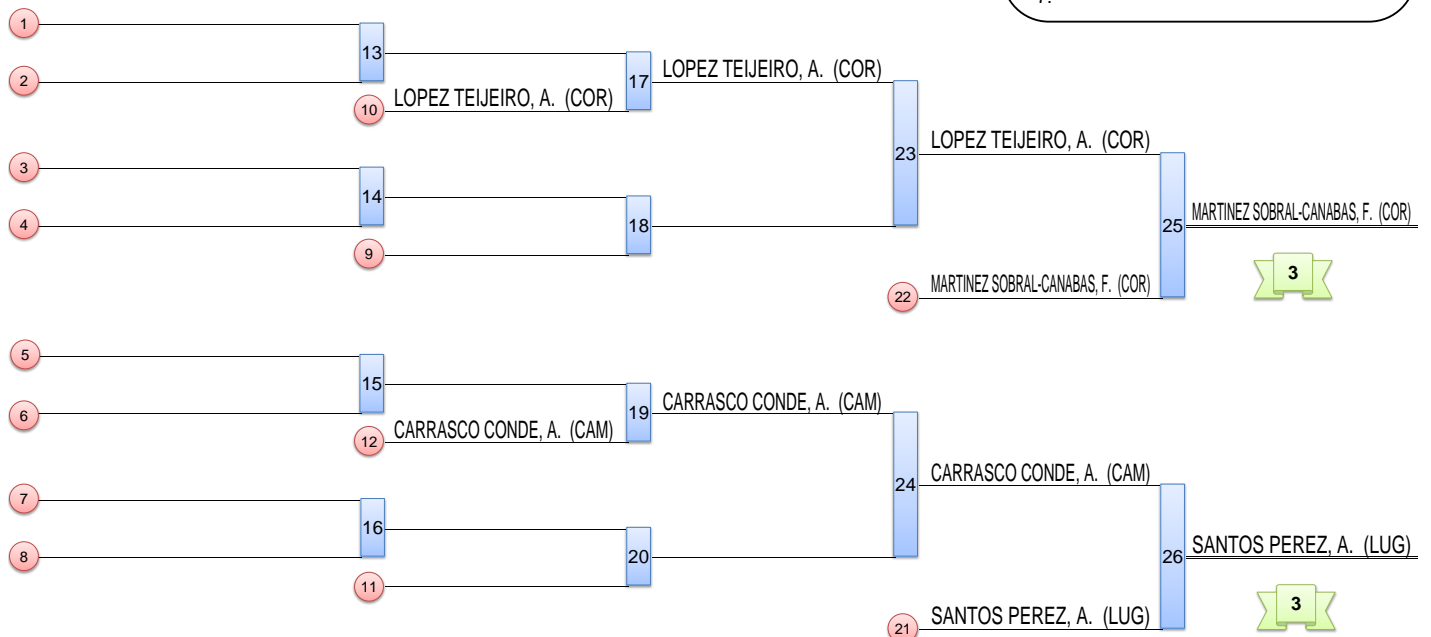 1
13
2
17
LOPEZ TEIJEIRO, A. (COR)
10
LOPEZ TEIJEIRO, A. (COR)
23
LOPEZ TEIJEIRO, A. (COR)
3
14
4
18
9
25
MARTINEZ SOBRAL-CANABAS, F. (COR)
3
22
MARTINEZ SOBRAL-CANABAS, F. (COR)
5
15
6
19
CARRASCO CONDE, A. (CAM)
12
CARRASCO CONDE, A. (CAM)
24
CARRASCO CONDE, A. (CAM)
7
16
8
20
11
26
SANTOS PEREZ, A. (LUG)
3
21
SANTOS PEREZ, A. (LUG)